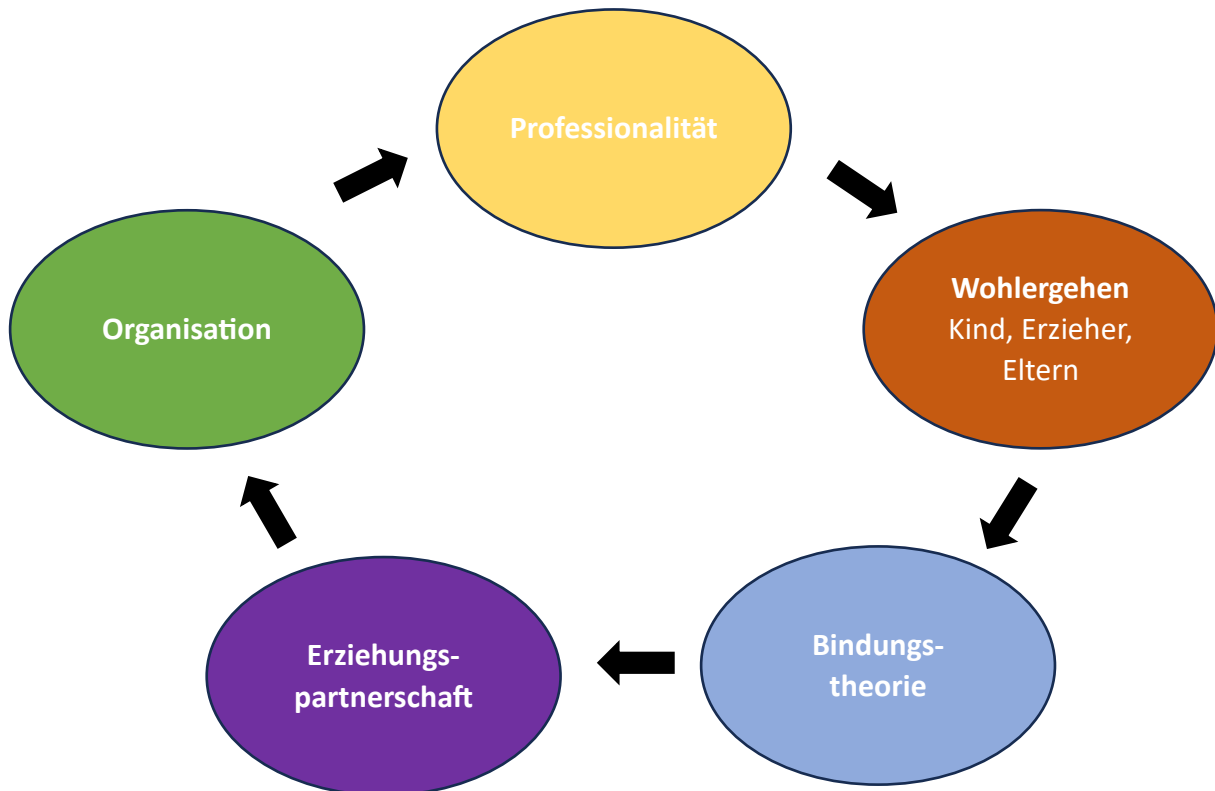 Professionalität
Wohlergehen
Kind, Erzieher,
Eltern
Bindungs-
theorie
Erziehungs-
partnerschaft
Organisation